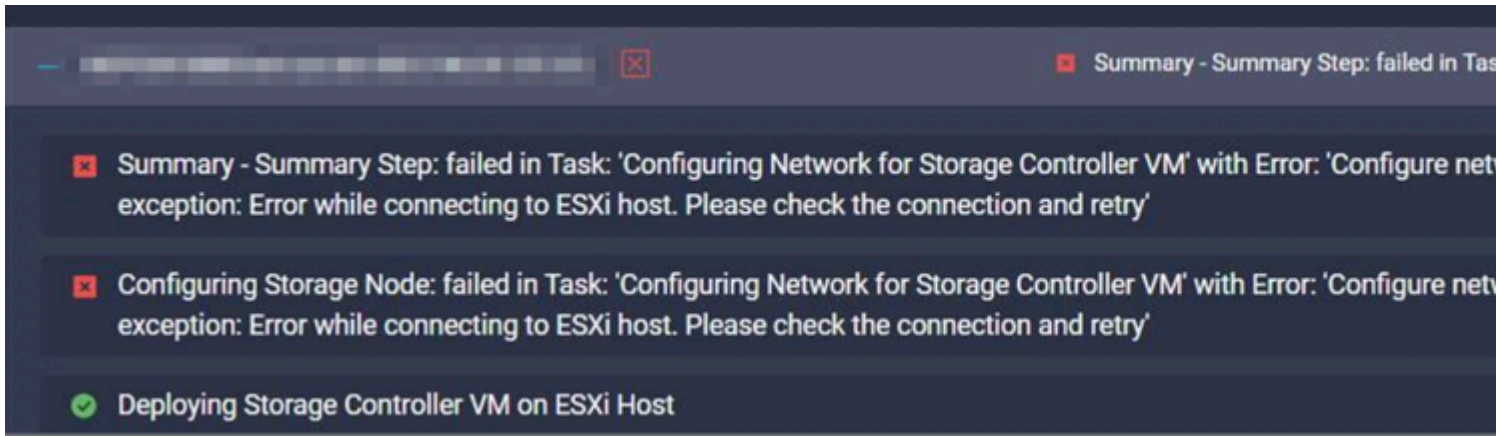 Summary - Summary Step: failed in Tas
Summary - Summary Step: failed in Task: 'Configuring Network for Storage Controller VM' with Error: 'Configure net
exception: Error while connecting to ESXi host. Please check the connection and retry'
Configuring Storage Node: failed in Task: 'Configuring Network for Storage Controller VM' with Error: 'Configure net
exception: Error while connecting to ESXi host. Please check the connection and retry'
Deploying Storage Controller VM on ESXi Host